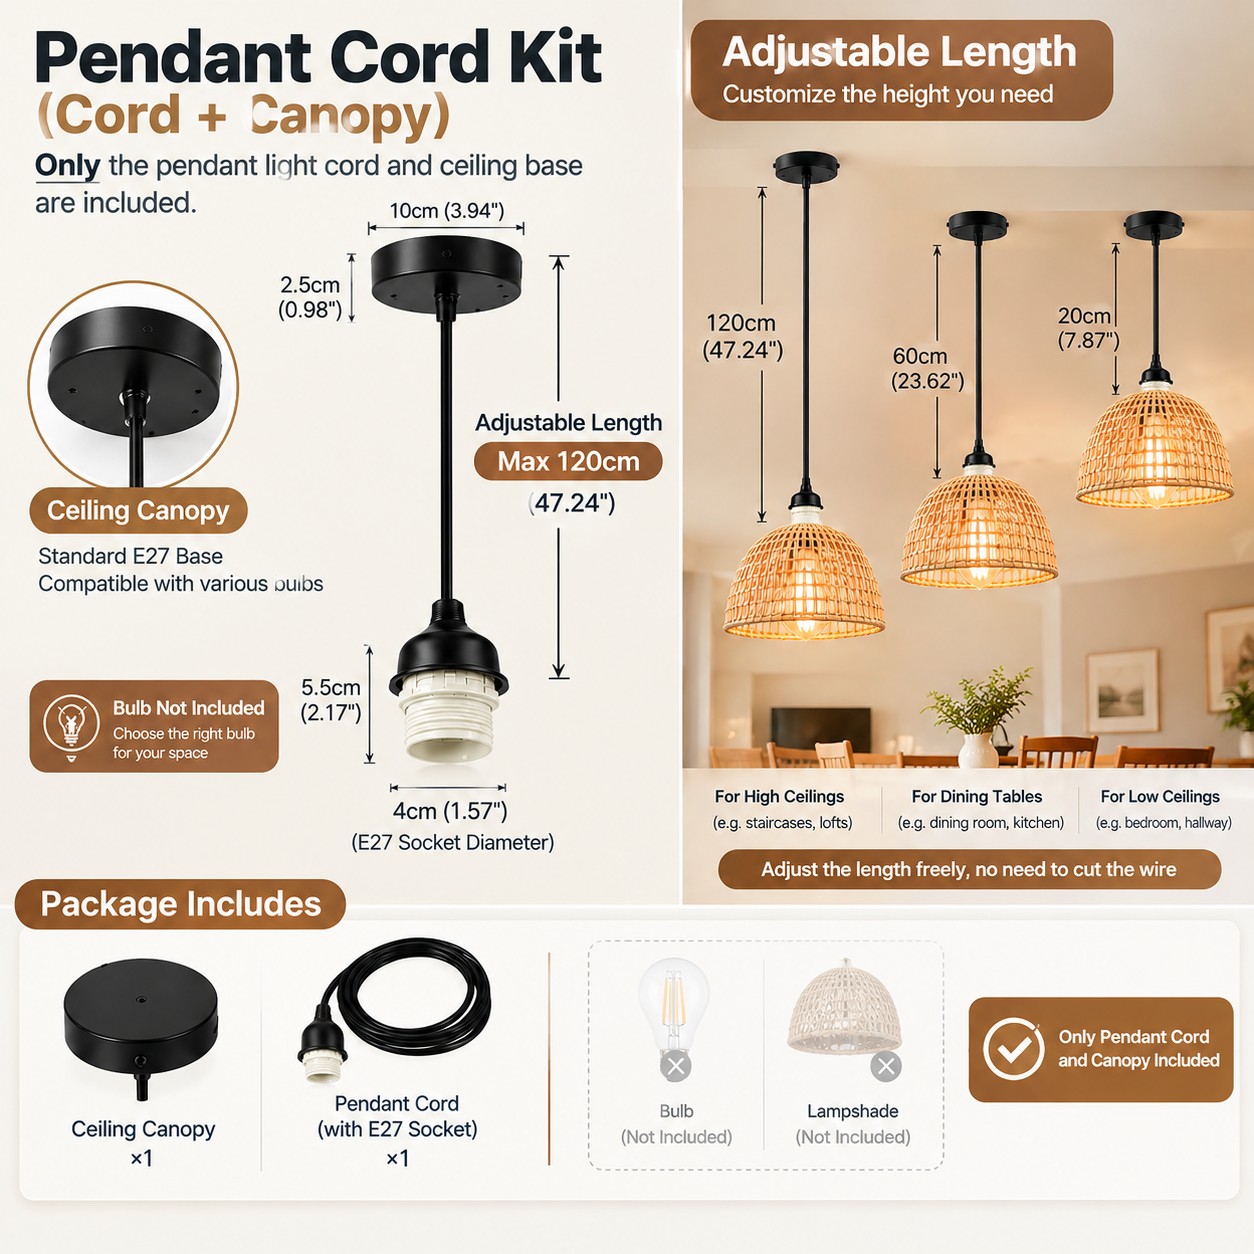 Pendant Cord Kit
(Cord + Canopy)
Only the pendant light cord and ceiling base
are included.
10cm (3.94")
2.5cm
(0.98")
Adjustable Length
Max 120cm
(47.24")
Ceiling Canopy
Standard E27 Base
Compatible with various bulbs
Bulb Not Included
Choose the right bulb
for your space
5.5cm
(2.17")
4cm (1.57")
(E27 Socket Diameter)
Adjustable Length
Customize the height you need
120cm
(47.24")
60cm
(23.62")
20cm
(7.87")
For High Ceilings
(e.g. staircases, lofts)
For Dining Tables
(e.g. dining room, kitchen)
For Low Ceilings
(e.g. bedroom, hallway)
Adjust the length freely, no need to cut the wire
Package Includes
Ceiling Canopy
×1
Pendant Cord
(with E27 Socket)
×1
Bulb
(Not Included)
Lampshade
(Not Included)
Only Pendant Cord
and Canopy Included